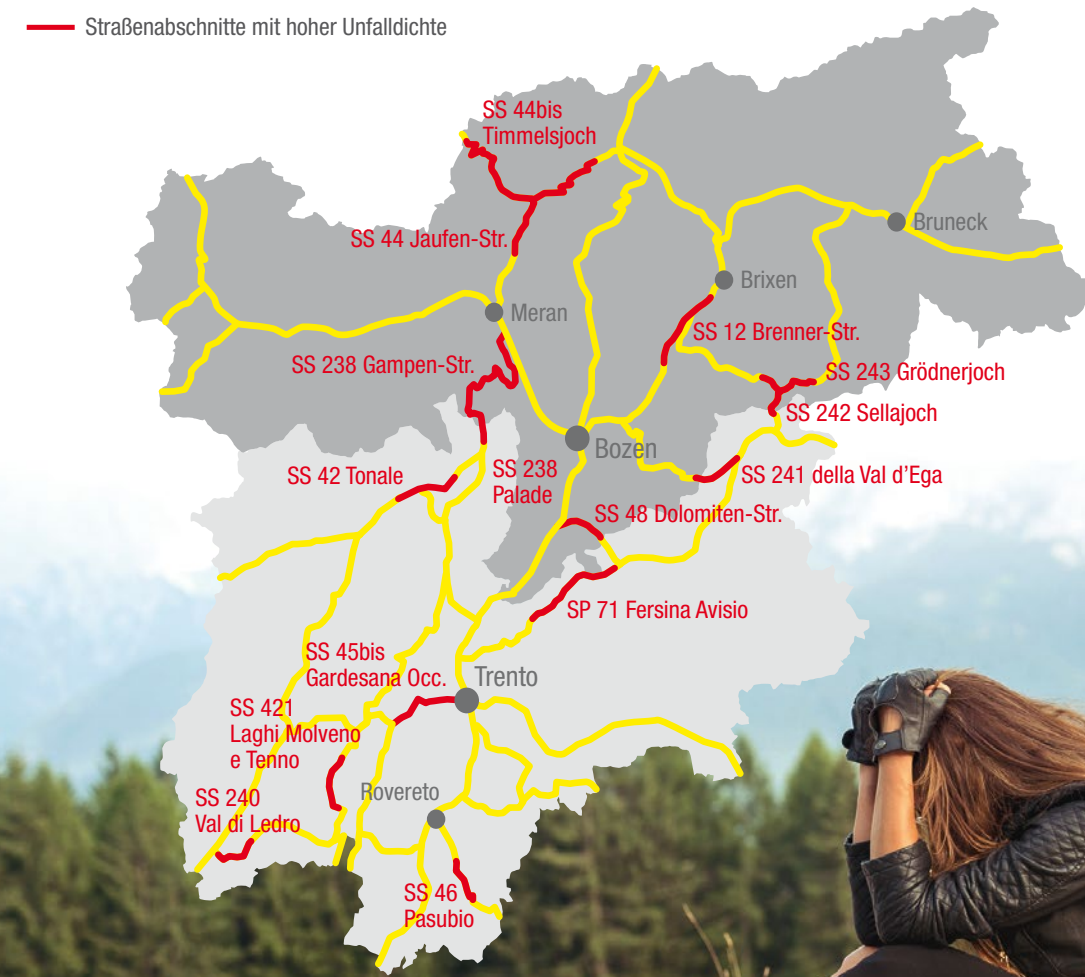 Straßenabschnitte mit hoher Unfalldichte
SS 44bis
Timmelsjoch
SS 44 Jaufen-Str.
Bruneck
Brixen
Meran
SS 12 Brenner-Str.
SS 238 Gampen-Str.
SS 243 Grödnerjoch
SS 242 Sellajoch
Bozen
SS 42 Tonale
SS 238
Palade
SS 241 della Val d'Ega
SS 48 Dolomiten-Str.
SP 71 Fersina Avisio
SS 45bis
Gardesana Occ.
Trento
SS 421
Laghi Molveno
e Tenno
Rovereto
SS 240
Val di Ledro
SS 46
Pasubio